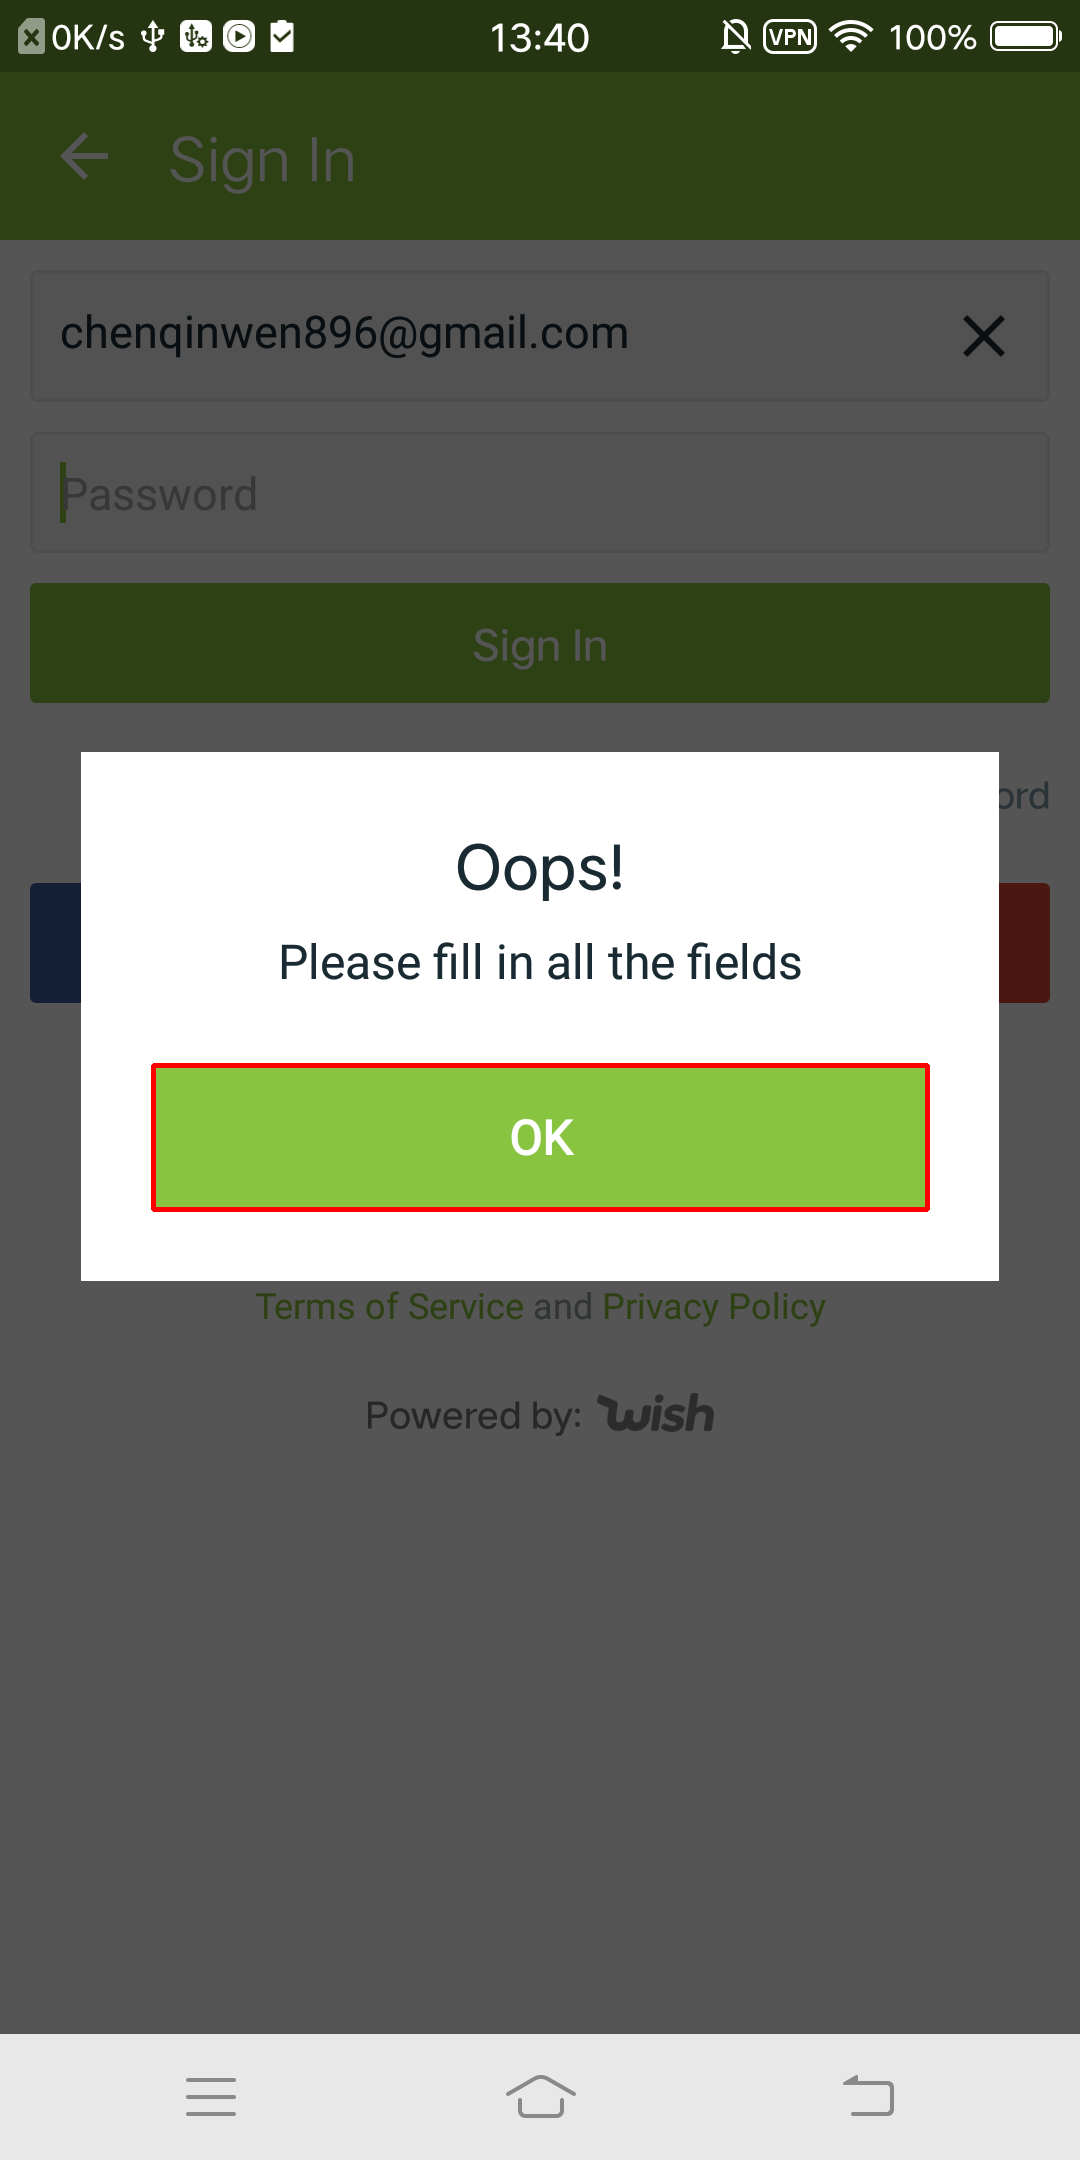 0K/s 13:40 VPN 100%
Sign In
chenqinwen896@gmail.com
Password
Sign In
ord
Oops!
Please fill in all the fields
OK
Terms of Service and Privacy Policy
Powered by: wish